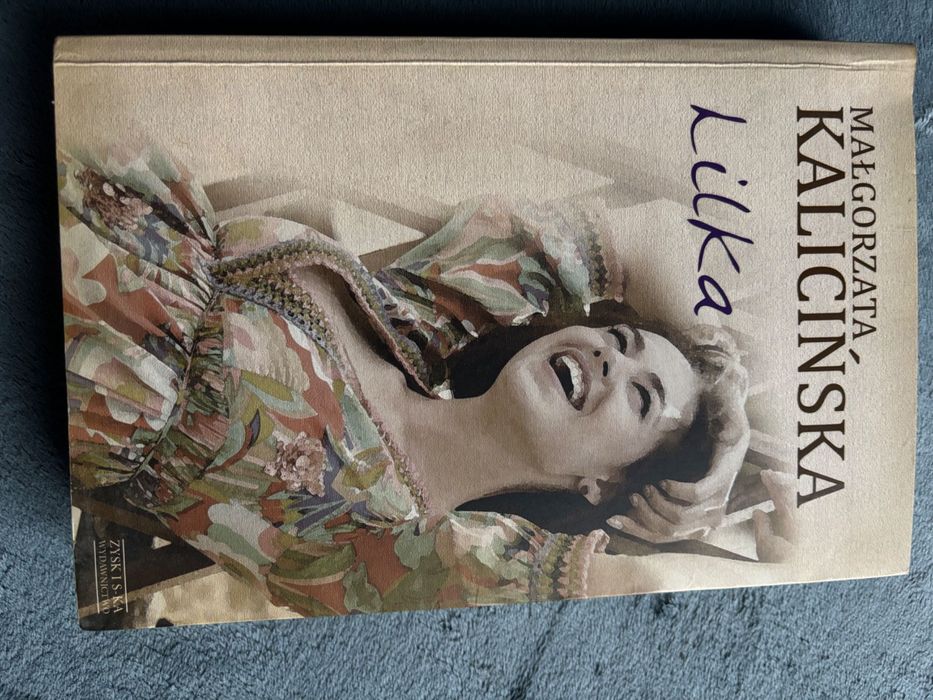 MAŁGORZATA
KALICIŃSKA
Lilka
ZYSK I S-KA
WYDAWNICTWO